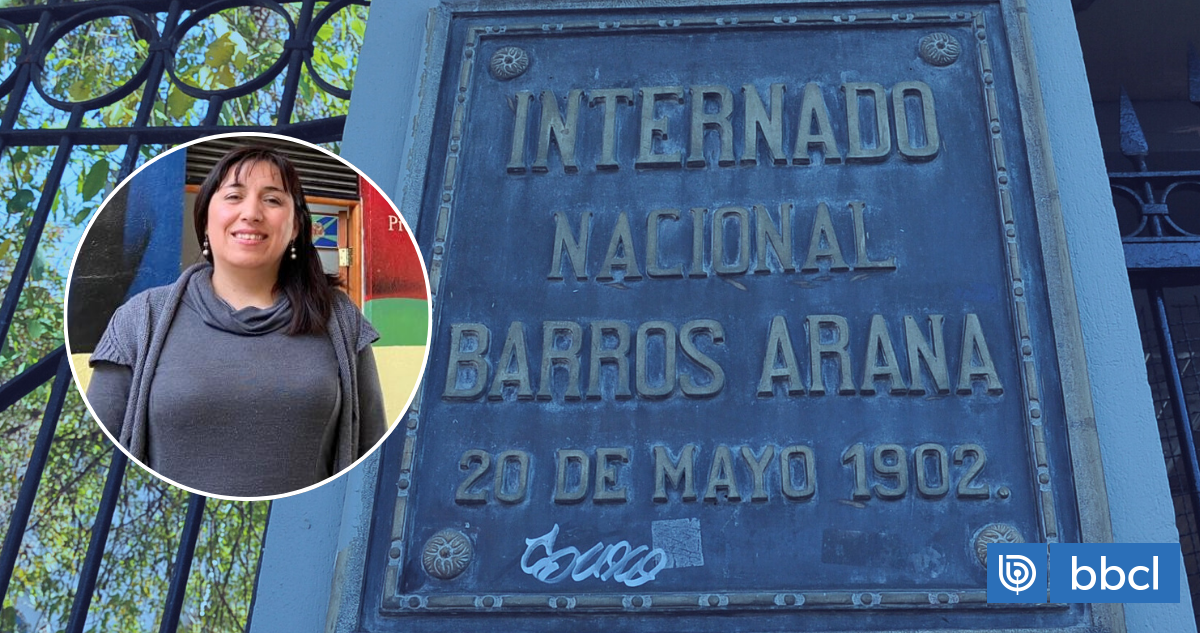 INTERNADO
NACIONAL
BARROS ARANA
20 DE MAYO 1902.
bbcl